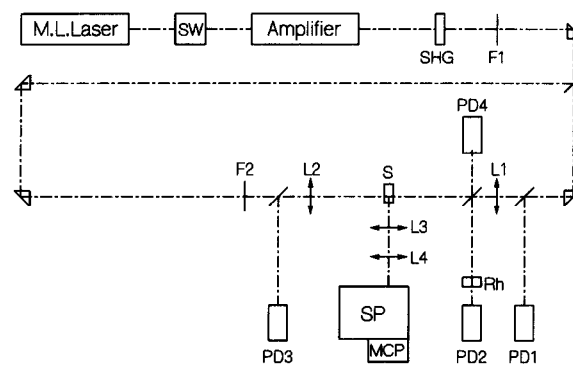 M.L.Laser
SW
Amplifier
SHG
F1
PD4
F2
L2
S
L1
L3
L4
Rh
SP
MCP
PD3
PD2
PD1